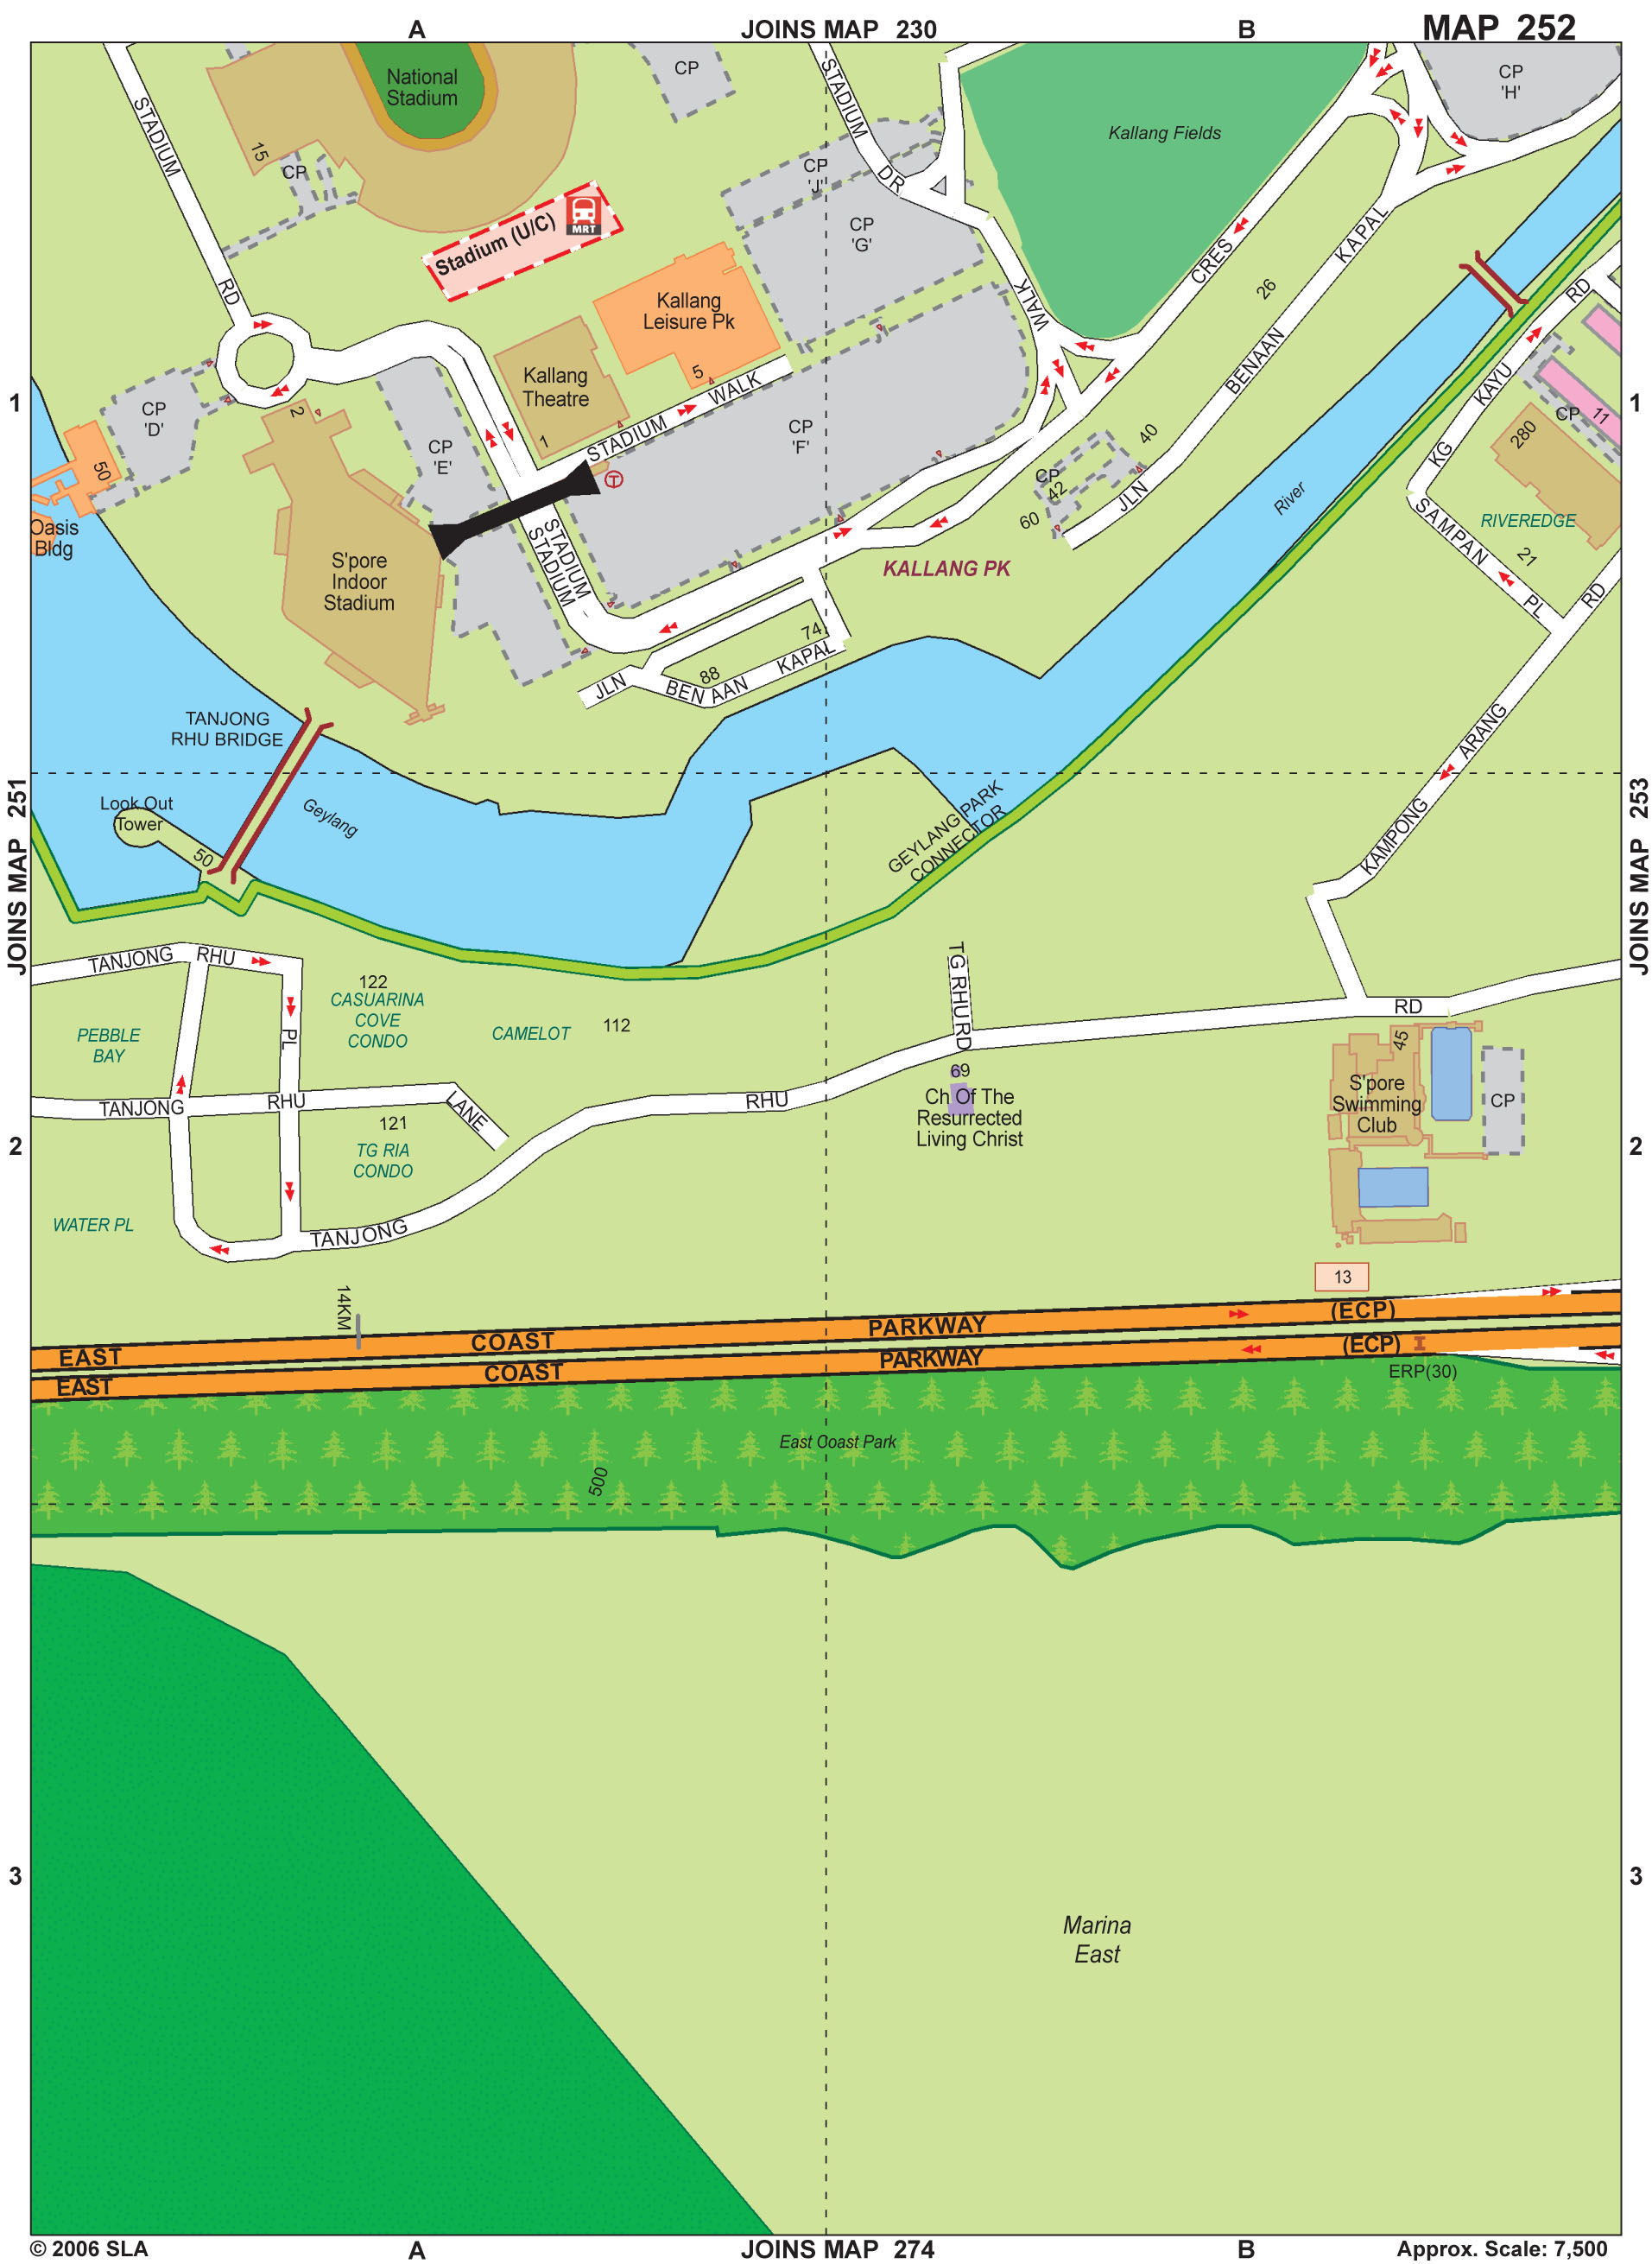 A
JOINS MAP 230
B
MAP 252
National
Stadium
CP
CP
'H'
STADIUM
STADIUM
Kallang Fields
15
CP
CP
'J'
DR
Stadium (U/C)
MRT
CP
'G'
KAPAL
CRES
26
RD
WALK
RD
Kallang
Leisure Pk
BENAAN
Kallang
Theatre
5
WALK
KAYU
1
CP
'D'
2
CP
11
1
CP
'F'
40
280
STADIUM
1
CP
'E'
KG
50
T
CP
42
60
JLN
River
SAMPAN
RIVEREDGE
21
Oasis
Bldg
STADIUM
STADIUM
S'pore
Indoor
Stadium
KALLANG PK
PL
RD
74
KAPAL
88
JLN
BENAAN
TANJONG
RHU BRIDGE
ARANG
JOINS MAP 251
JOINS MAP 253
Look Out
Tower
Geylang
50
GEYLANG PARK
CONNECTOR
KAMPONG
TANJONG
RHU
TG RHU RD
122
CASUARINA
COVE
CONDO
RD
PEBBLE
BAY
PL
CAMELOT
112
45
69
S'pore
Swimming
Club
CP
TANJONG
RHU
LANE
RHU
Ch Of The
Resurrected
Living Christ
121
2
2
TG RIA
CONDO
WATER PL
TANJONG
13
14KM
EAST
COAST
PARKWAY
(ECP)
EAST
COAST
PARKWAY
(ECP)
ERP(30)
East Coast Park
500
3
3
Marina
East
© 2006 SLA
A
JOINS MAP 274
B
Approx. Scale: 7,500